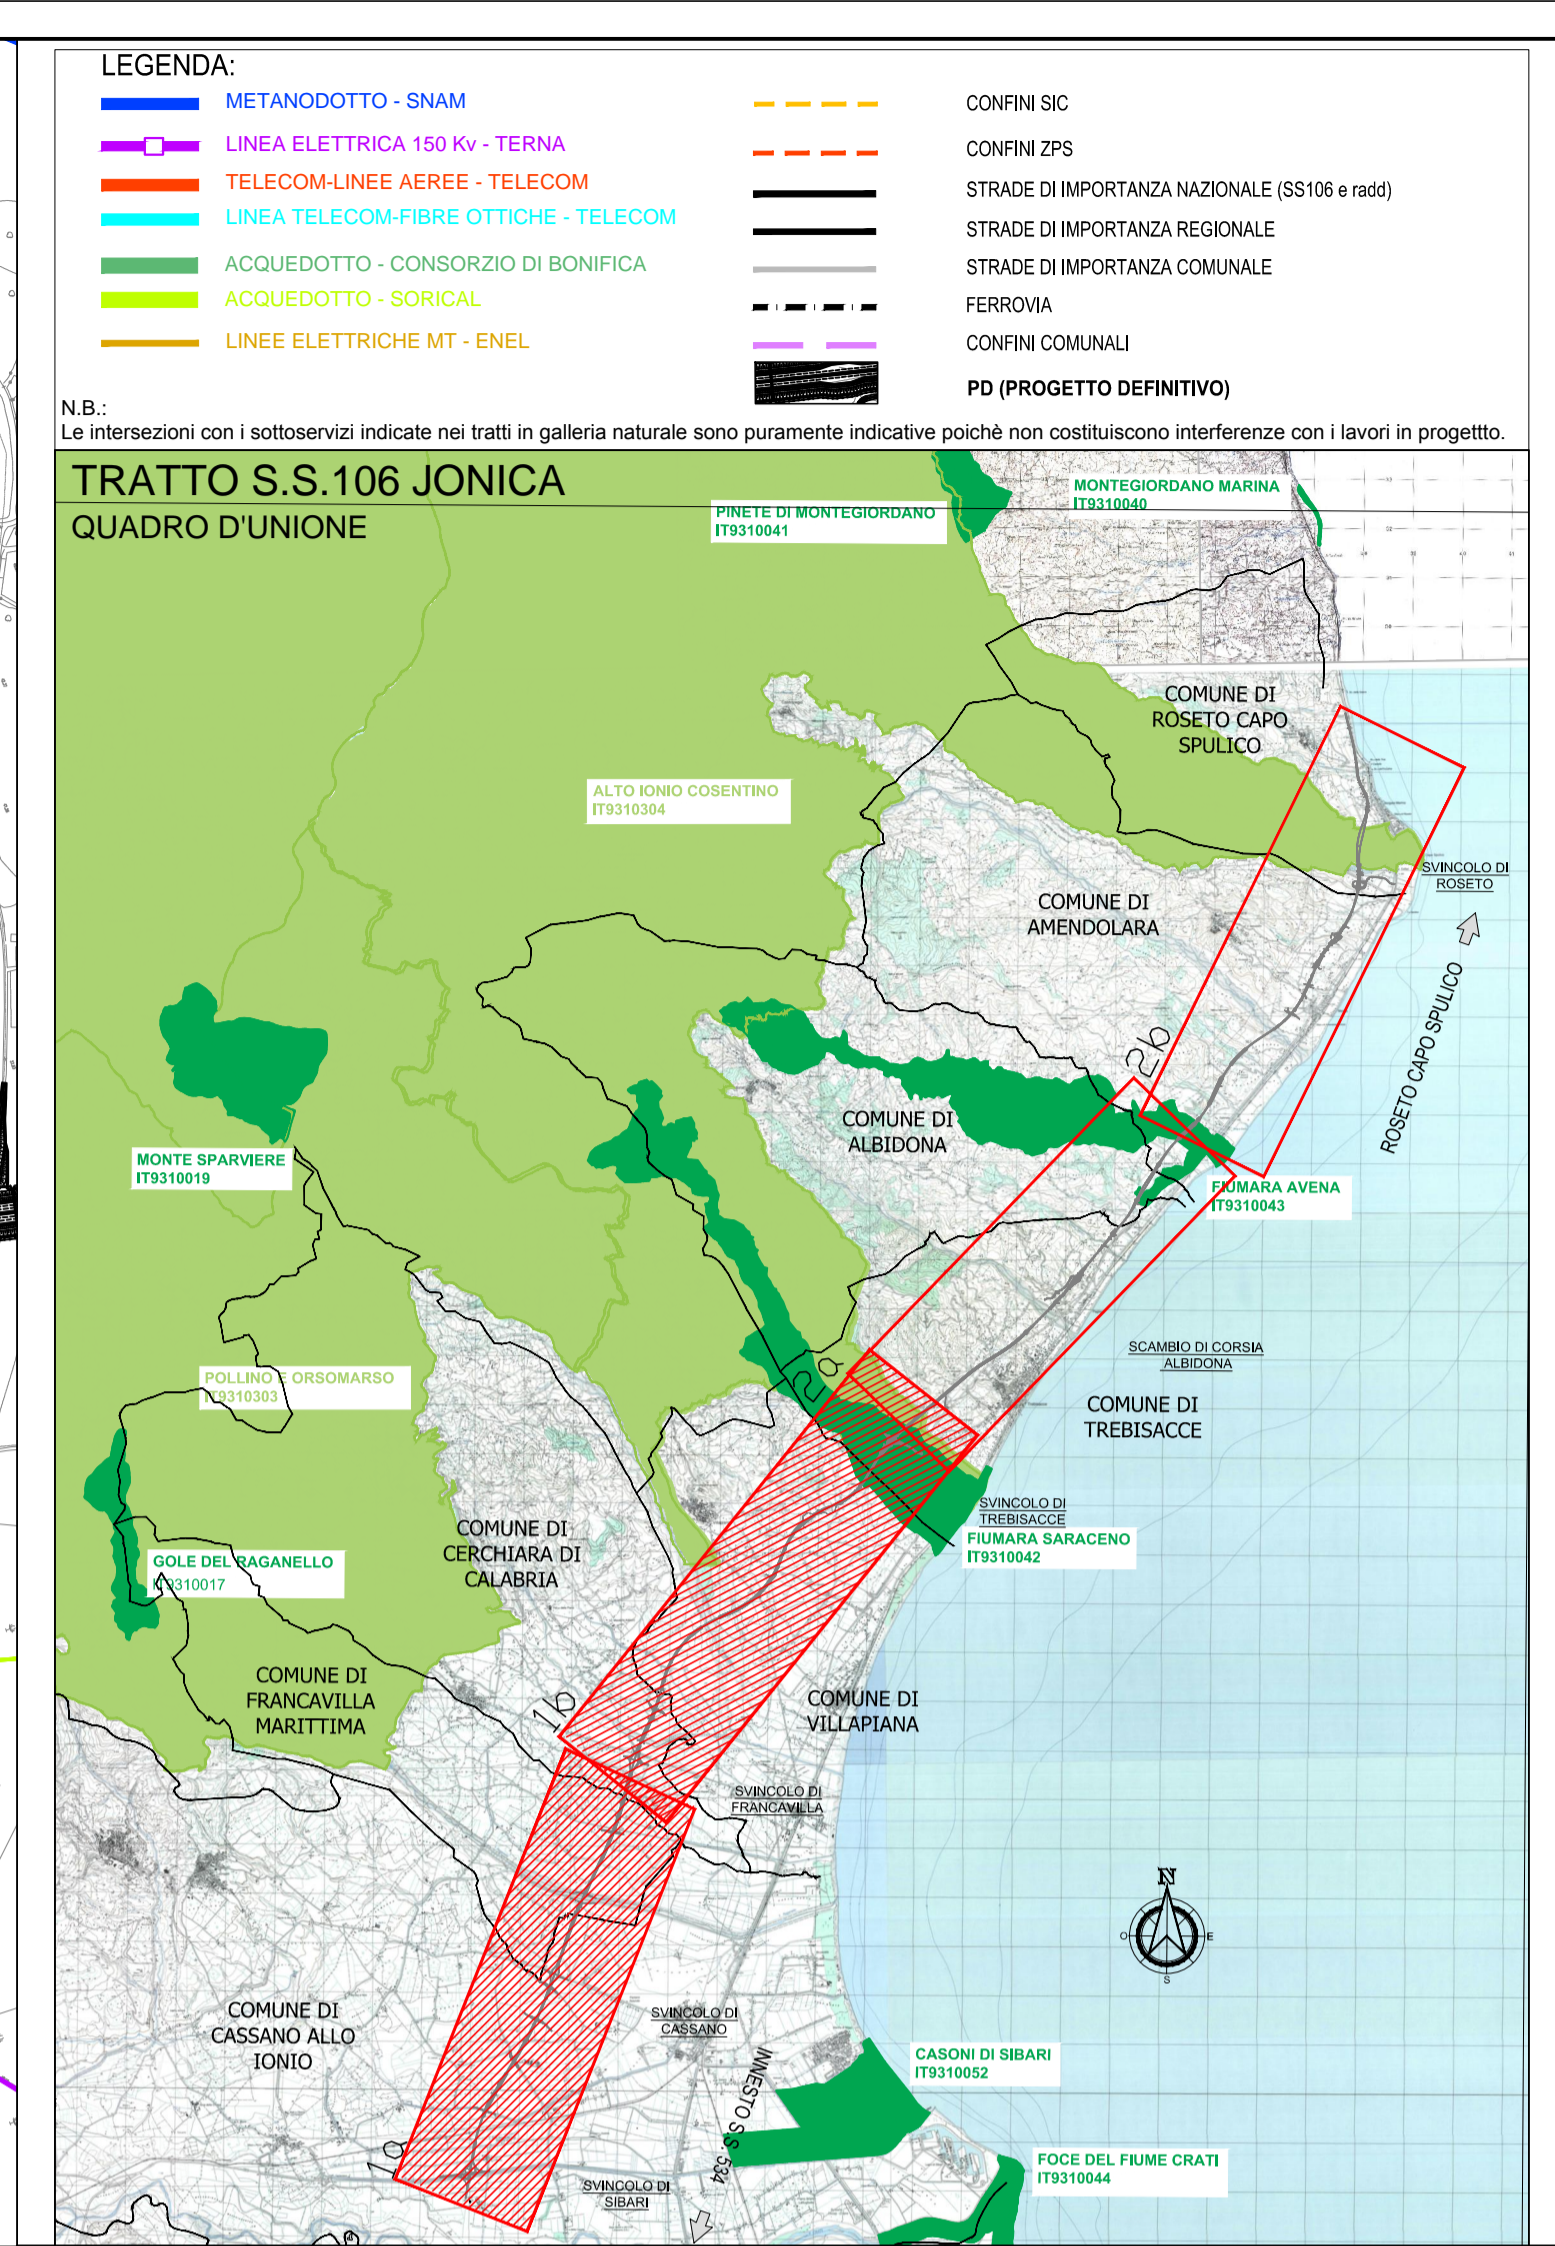 LEGENDA:
METANODOTTO - SNAM
LINEA ELETTRICA 150 Kv - TERNA
TELECOM-LINEE AEREE - TELECOM
LINEA TELECOM-FIBRE OTTICHE - TELECOM
ACQUEDOTTO - CONSORZIO DI BONIFICA
ACQUEDOTTO - SORICAL
LINEE ELETTRICHE MT - ENEL
CONFINI SIC
CONFINI ZPS
STRADE DI IMPORTANZA NAZIONALE (SS106 e radd)
STRADE DI IMPORTANZA REGIONALE
STRADE DI IMPORTANZA COMUNALE
FERROVIA
CONFINI COMUNALI
PD (PROGETTO DEFINITIVO)
N.B.:
Le intersezioni con i sottoservizi indicate nei tratti in galleria naturale sono puramente indicative poichè non costituiscono interferenze con i lavori in progettto.
TRATTO S.S.106 JONICA
QUADRO D'UNIONE
PINETE DI MONTEGIORDANO
IT9310041
MONTEGIORDANO MARINA
IT9310040
COMUNE DI
ROSETO CAPO
SPULICO
ALTO IONIO COSENTINO
IT9310304
SVINCOLO DI
ROSETO
COMUNE DI
AMENDOLARA
ROSETO CAPO SPULICO
2b
COMUNE DI
ALBIDONA
MONTE SPARVIERE
IT9310019
FIUMARA AVENA
IT9310043
SCAMBIO DI CORSIA
ALBIDONA
2a
POLLINO E ORSOMARSO
IT9310303
COMUNE DI
TREBISACCE
SVINCOLO DI
TREBISACCE
FIUMARA SARACENO
IT9310042
COMUNE DI
CERCHIARA DI
CALABRIA
GOLE DEL RAGANELLO
IT9310017
COMUNE DI
FRANCAVILLA
MARITTIMA
1b
COMUNE DI
VILLAPIANA
SVINCOLO DI
FRANCAVILLA
N
O
E
S
COMUNE DI
CASSANO ALLO
IONIO
SVINCOLO DI
CASSANO
INNESTO S.S. 534
CASONI DI SIBARI
IT9310052
1a
SVINCOLO DI
SIBARI
FOCE DEL FIUME CRATI
IT9310044